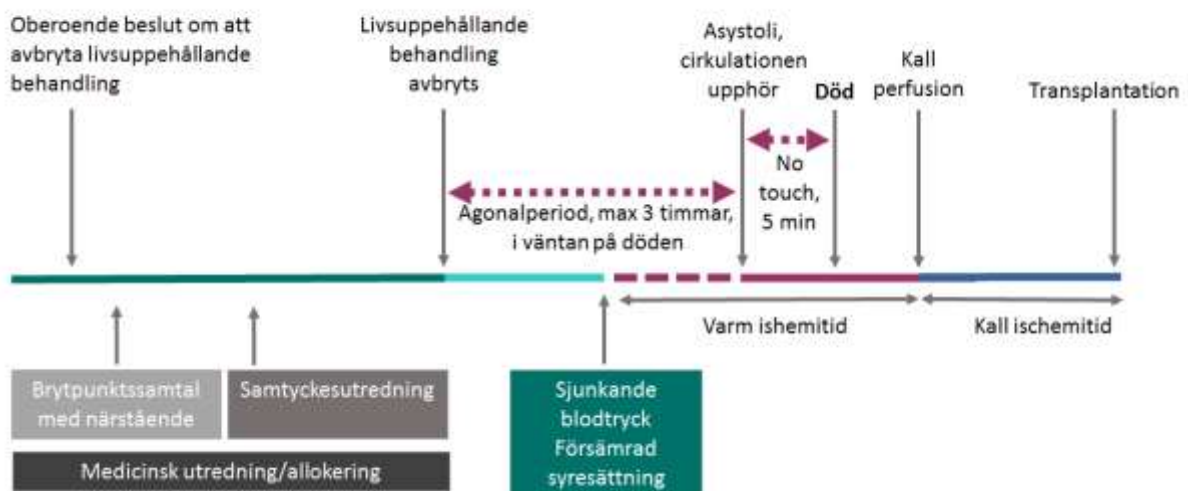 Oberoende beslut om att
avbryta livsuppehållande
behandling
Livsuppehållande
behandling
avbryts
Asystoli,
cirkulationen
upphör
Död
Kall
perfusion
Transplantation
No
touch,
5 min
Agonalperiod, max 3 timmar,
i väntan på döden
Varm ishemitid
Kall ischemitid
Brytpunktssamtal
med närstående
Samtyckesutredning
Sjunkande
blodtryck
Försämrad
syresättning
Medicinsk utredning/allokering